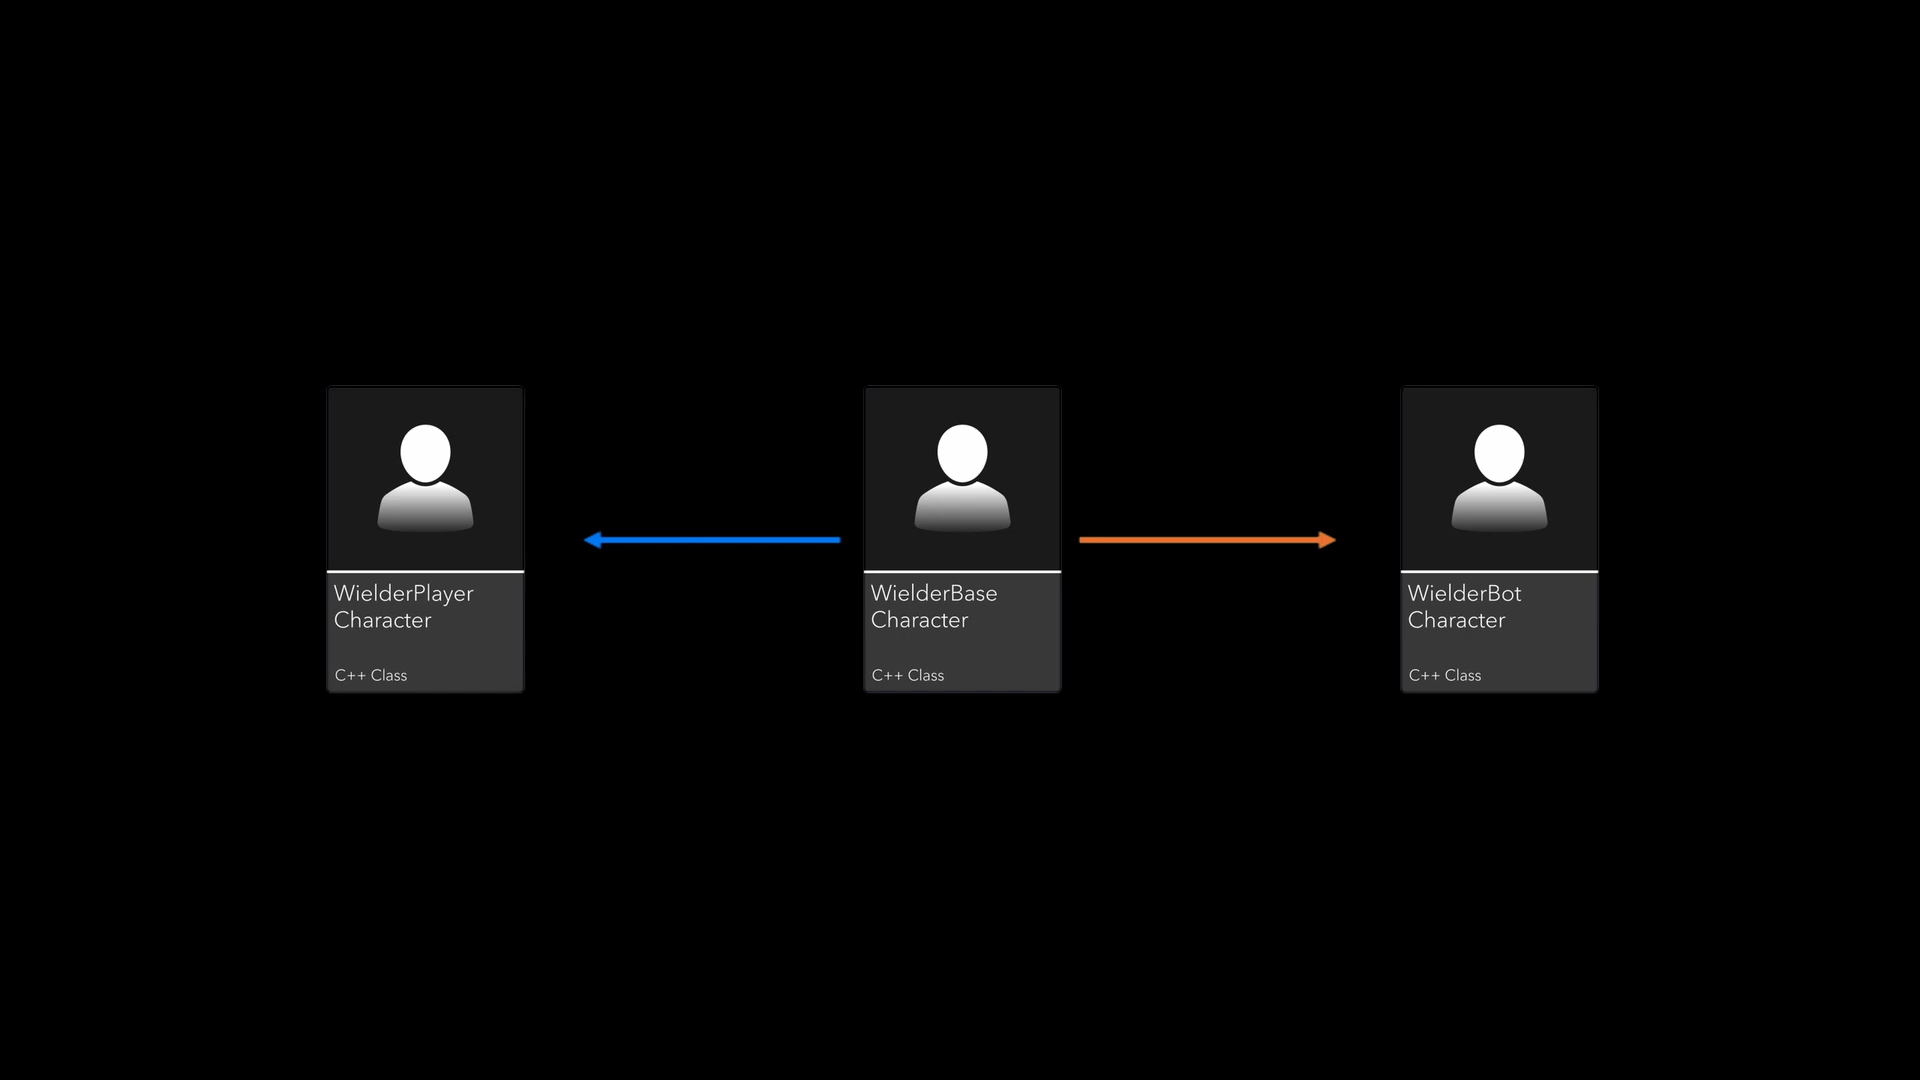 WielderPlayer
Character
C++ Class
WielderBase
Character
C++ Class
WielderBot
Character
C++ Class